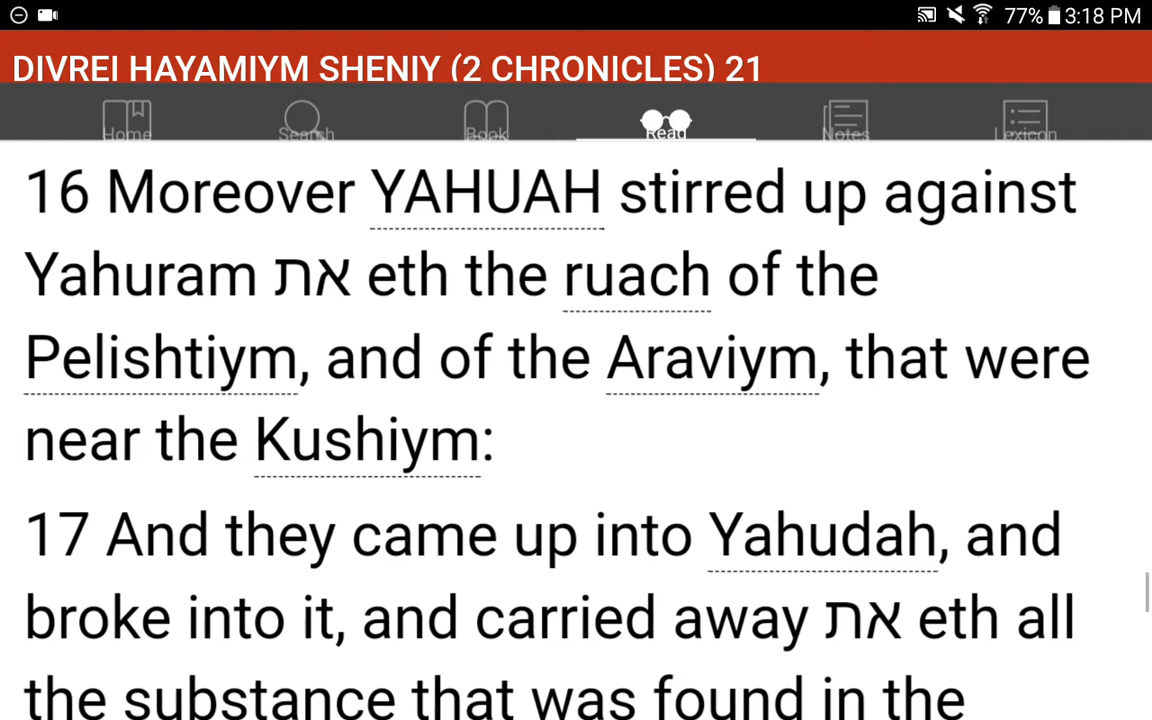 77% 3:18 PM
DIVREI HAYAMIYM SHENIY (2 CHRONICLES) 21
Home Search Book Read Notes Lexicon
16 Moreover YAHUAH stirred up against
Yahuram את eth the ruach of the
Pelishtiym, and of the Araviym, that were
near the Kushiym:
17 And they came up into Yahudah, and
broke into it, and carried away את eth all
the substance that was found in the